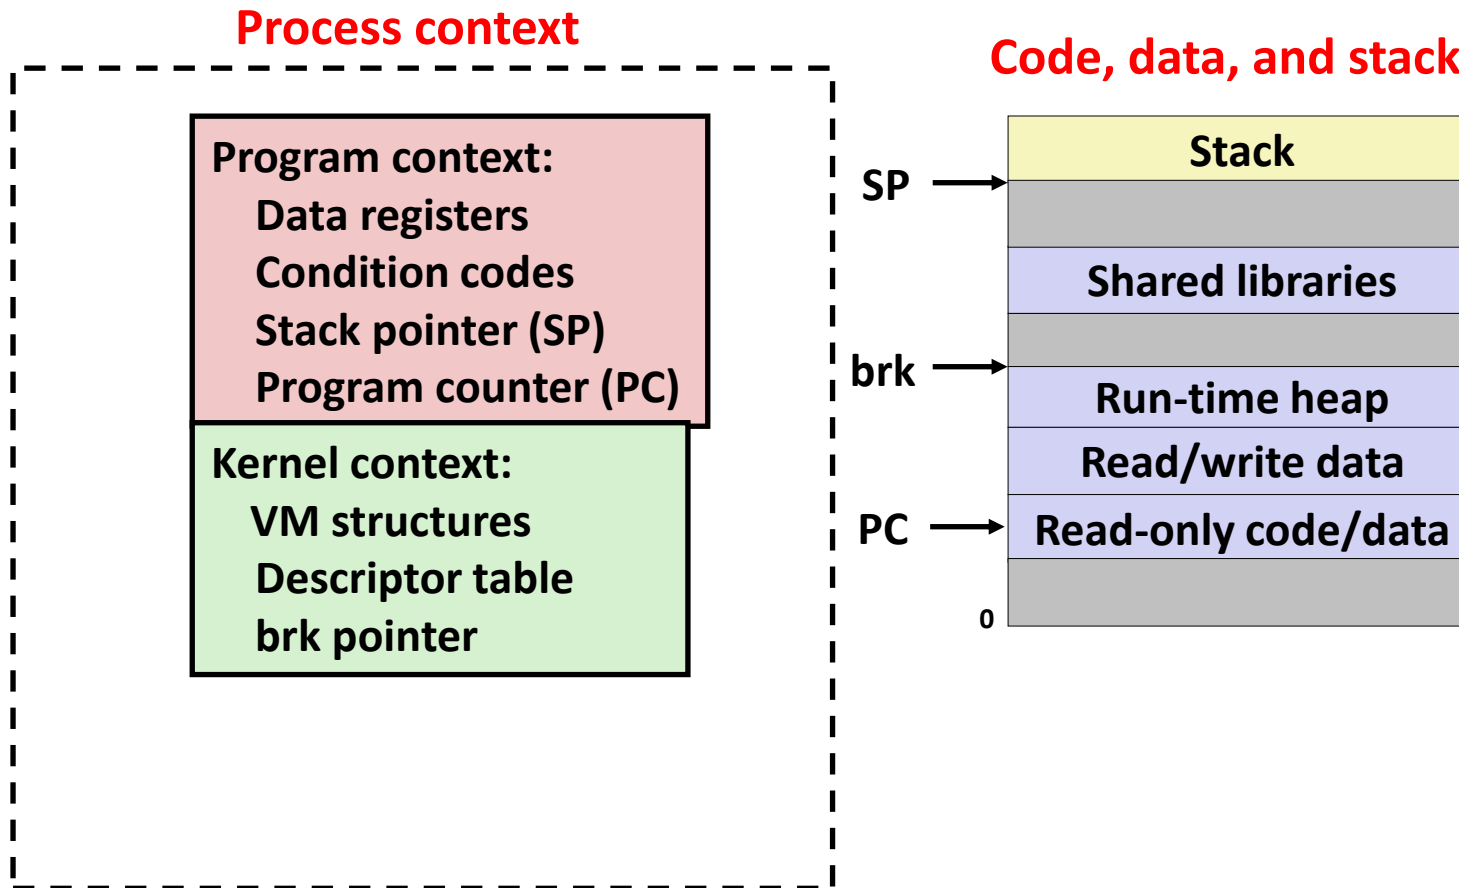 Process context
Program context:
Data registers
Condition codes
Stack pointer (SP)
Program counter (PC)
Kernel context:
VM structures
Descriptor table
brk pointer
Code, data, and stack
Stack
SP
Shared libraries
brk
Run-time heap
Read/write data
PC
Read-only code/data
0